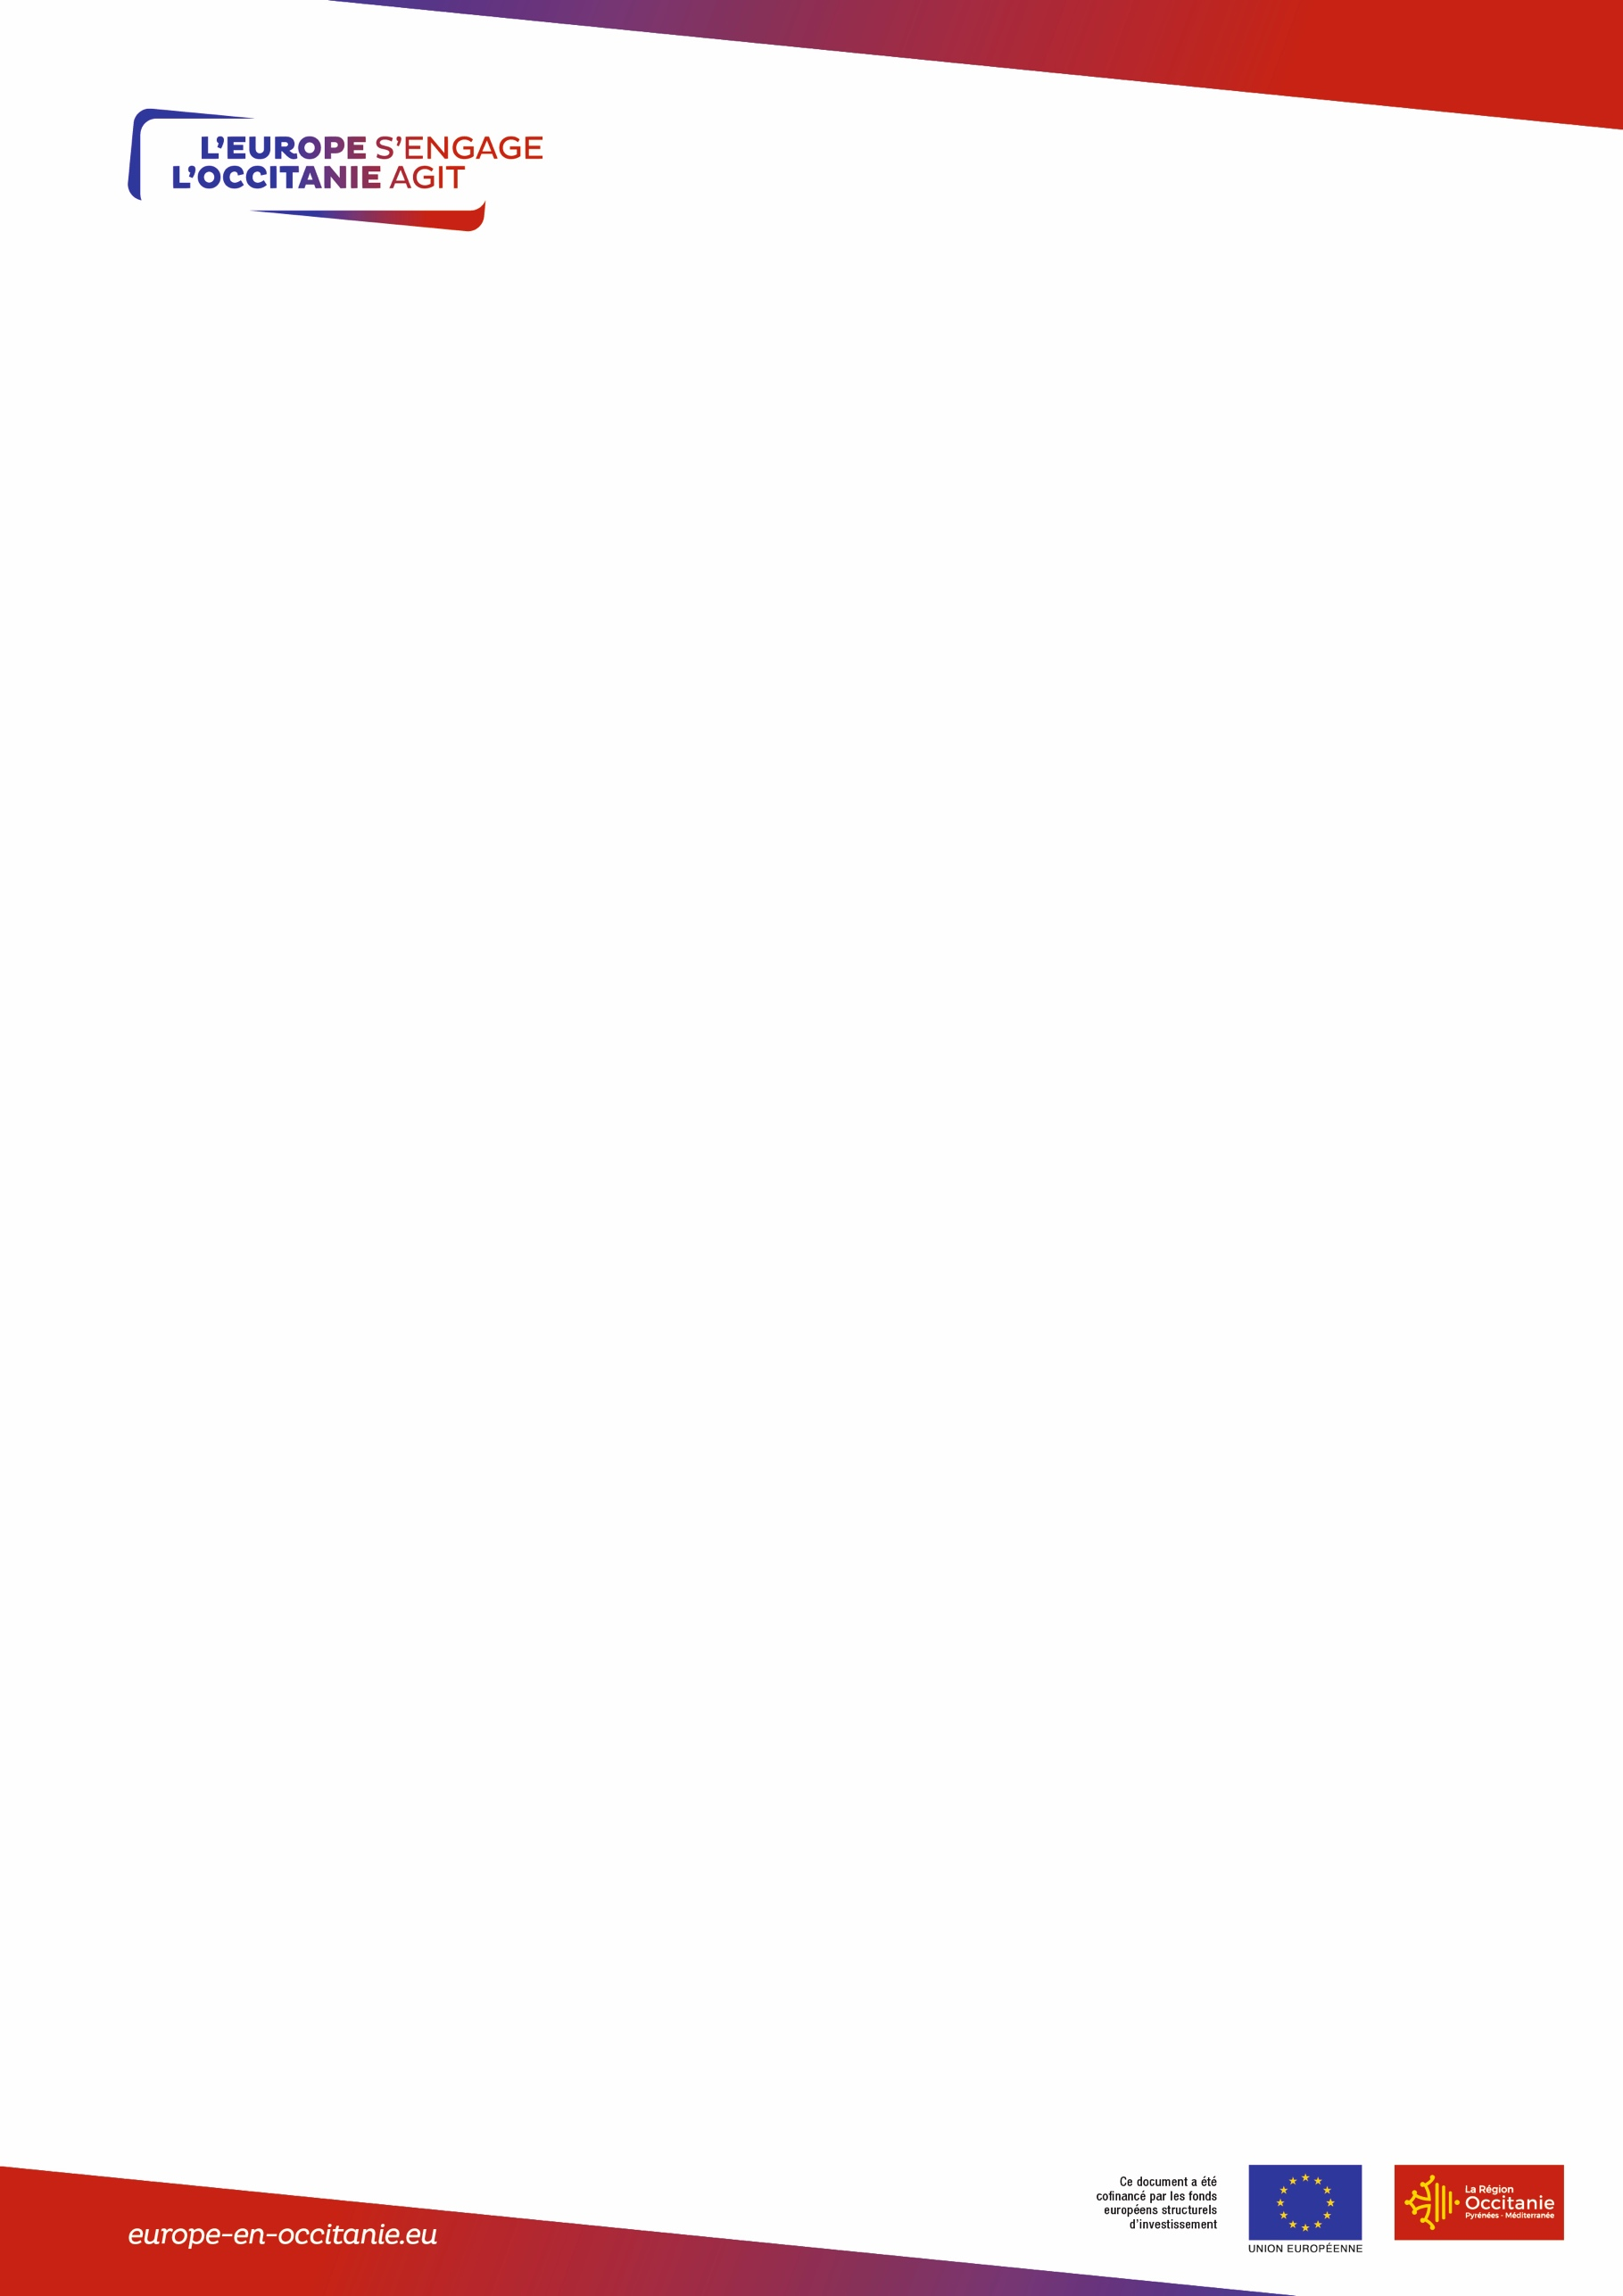 L'EUROPE S'ENGAGE
L'OCCITANIE AGIT
Ce document a été
cofinancé par les fonds
européens structurels
d'investissement
UNION EUROPÉENNE
La Région
Occitanie
Pyrénées - Méditerranée
europe-en-occitanie.eu